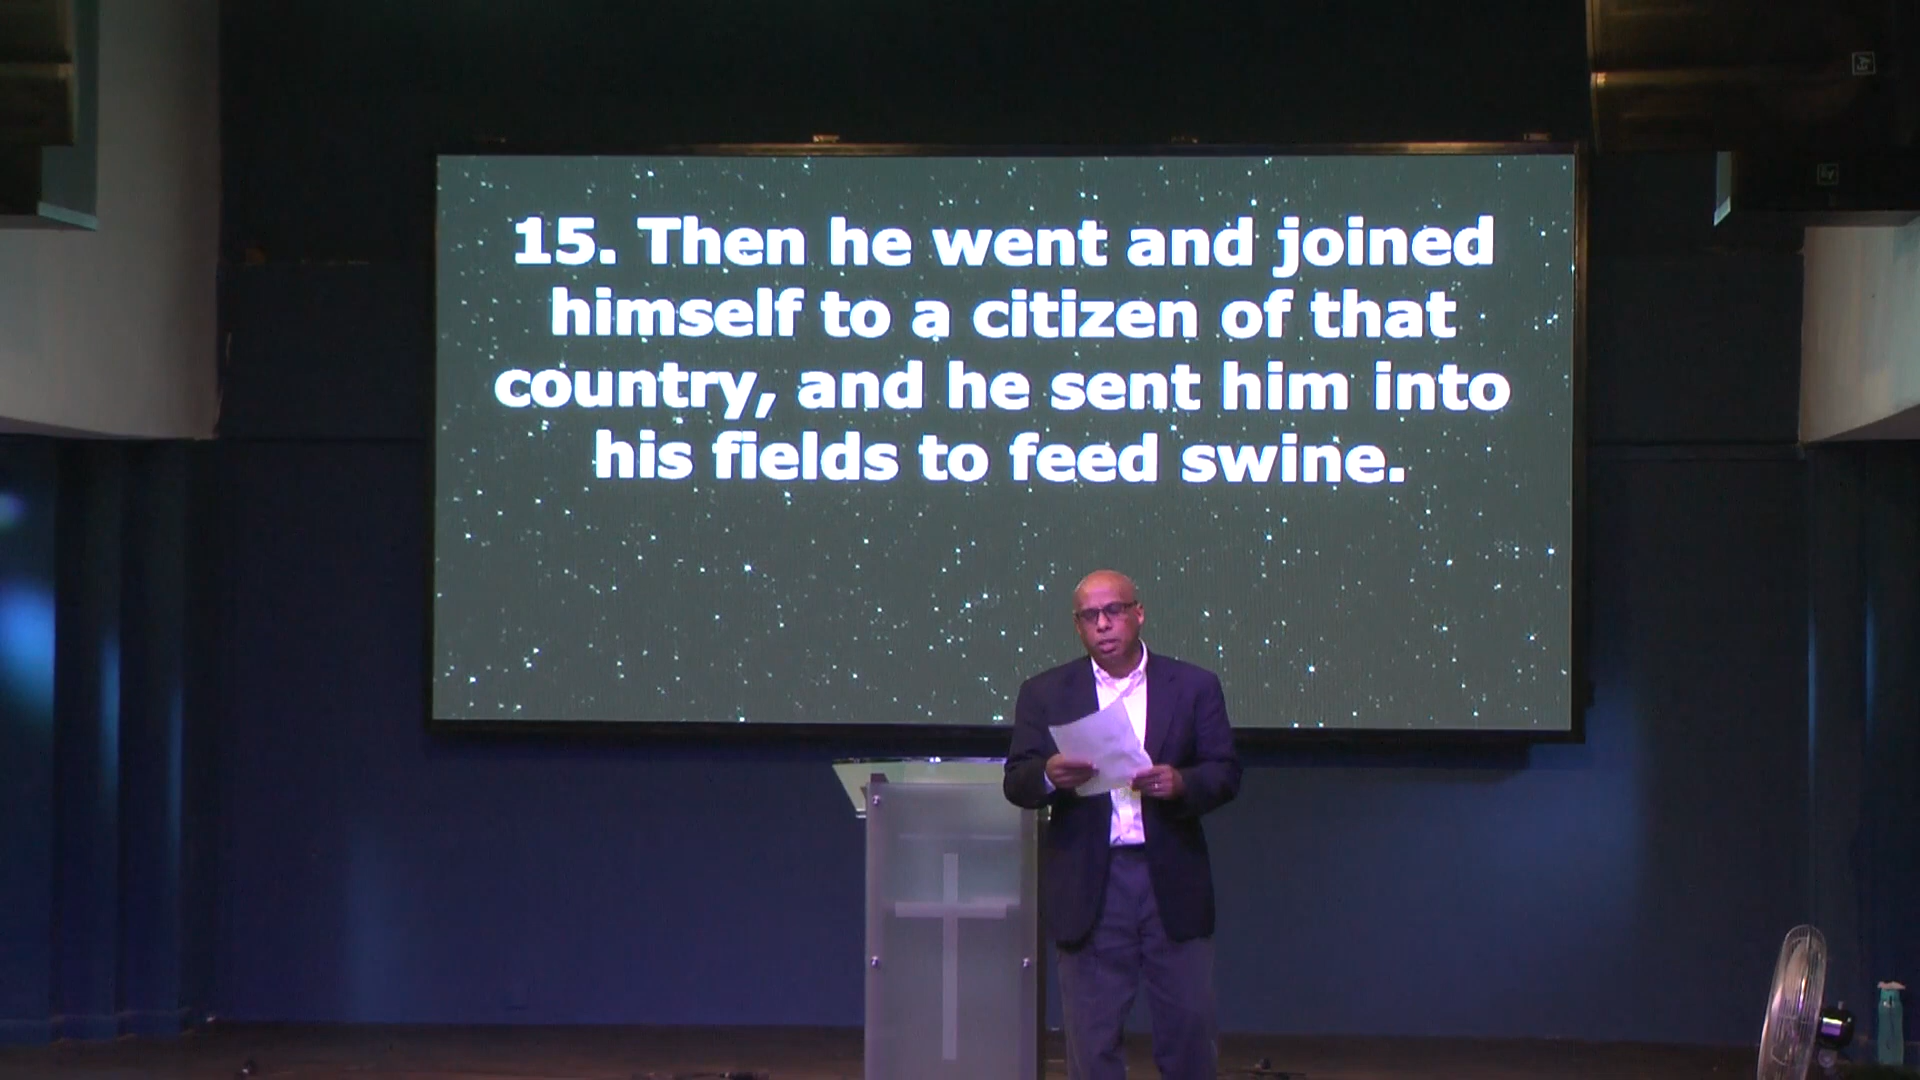 15. Then he went and joined
himself to a citizen of that
country, and he sent him into
his fields to feed swine.